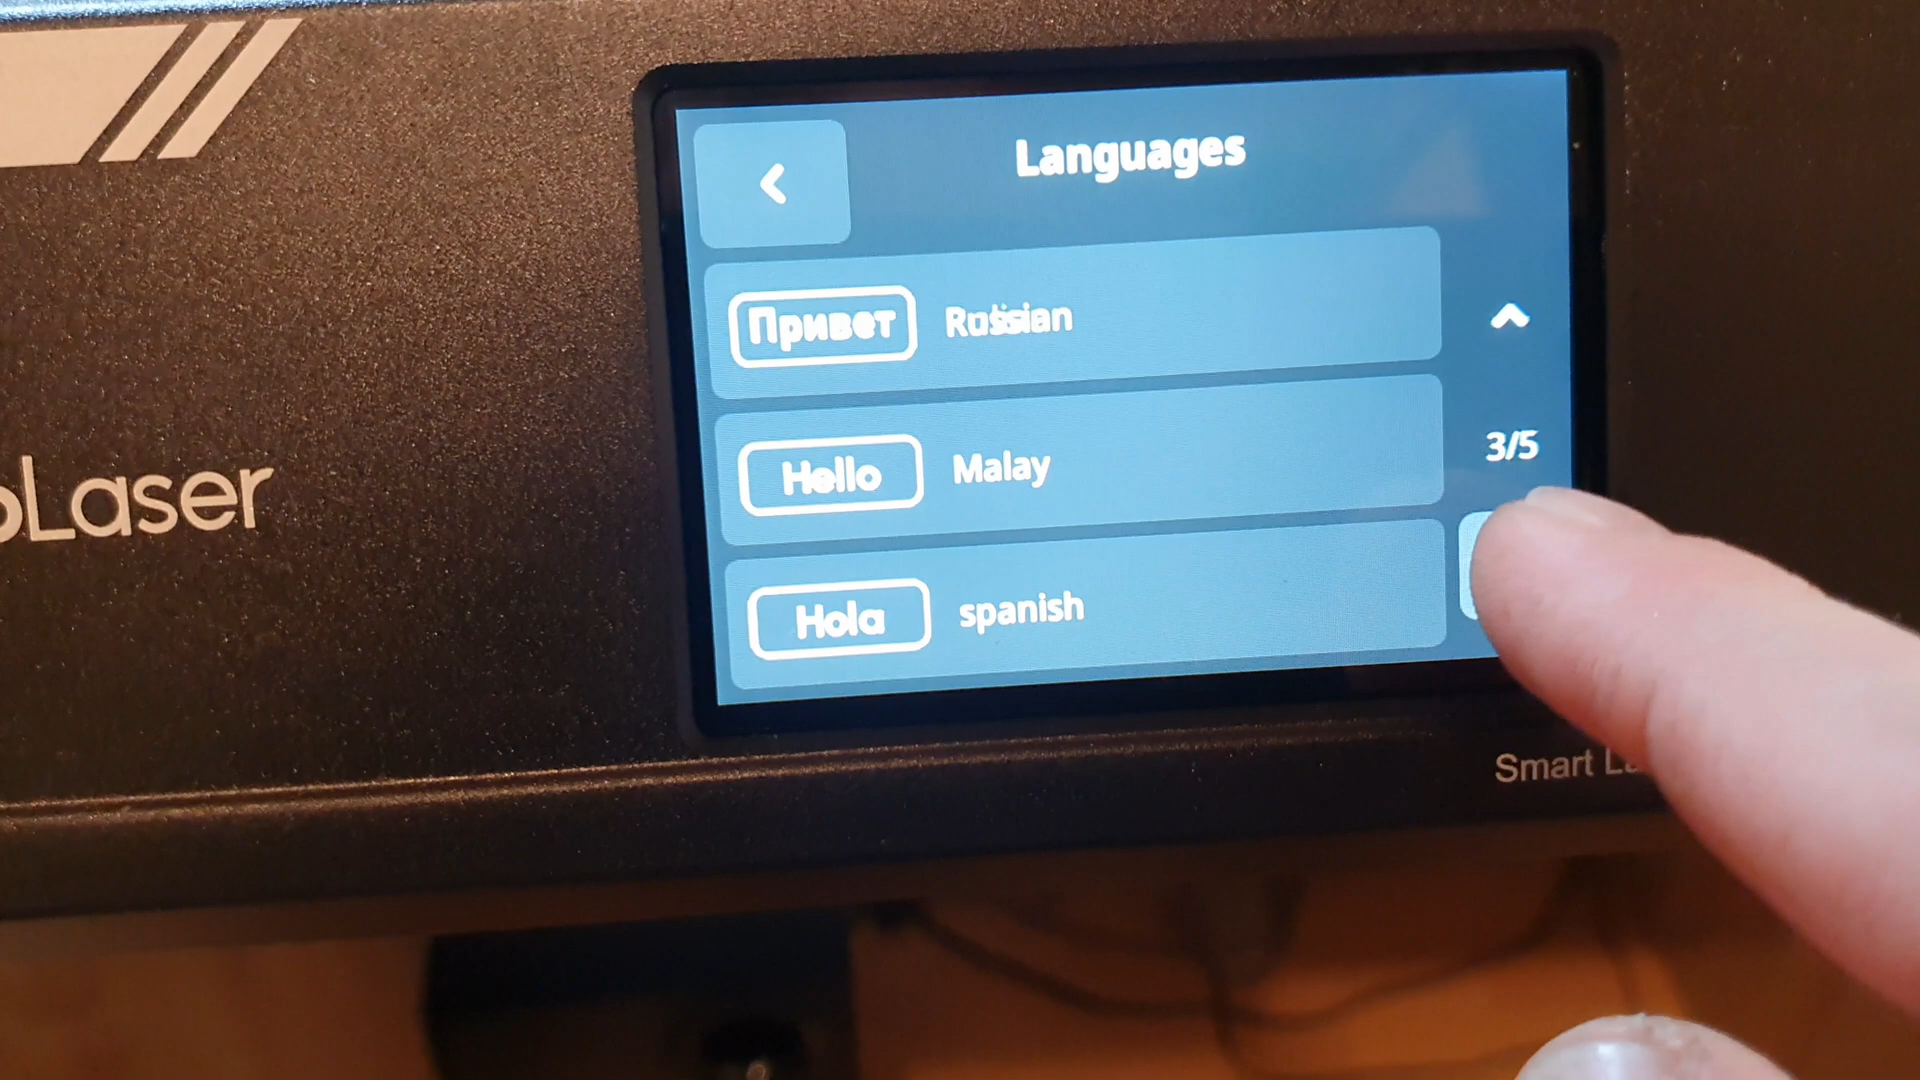 Languages
Привет Russian
Hello Malay
3/5
Hola spanish
Laser
Smart